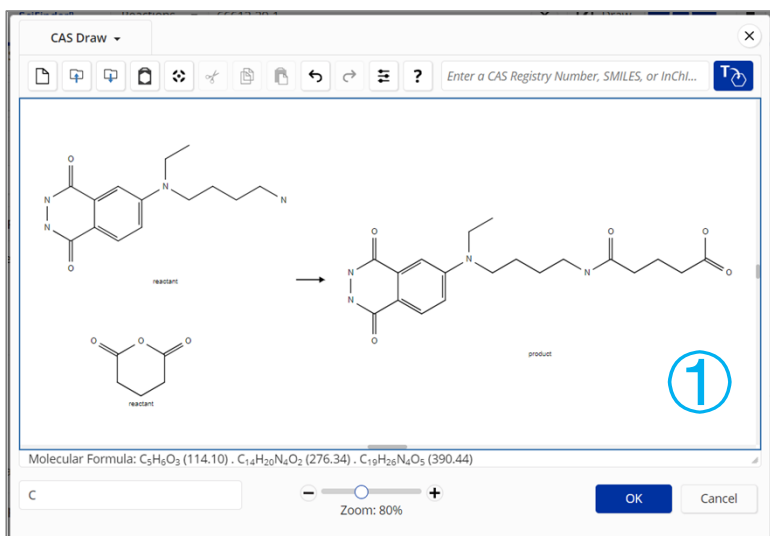 CAS Draw
Enter a CAS Registry Number, SMILES, or InChI...
T
?
O
N
N
O
N
N
reactant
O
O
O
reactant
O
N
N
O
N
N
O
O
O
product
①
Molecular Formula: C₅H₆O₃ (114.10) . C₁₄H₂₀N₄O₂ (276.34) . C₁₉H₂₆N₄O₅ (390.44)
C
Zoom: 80%
OK
Cancel